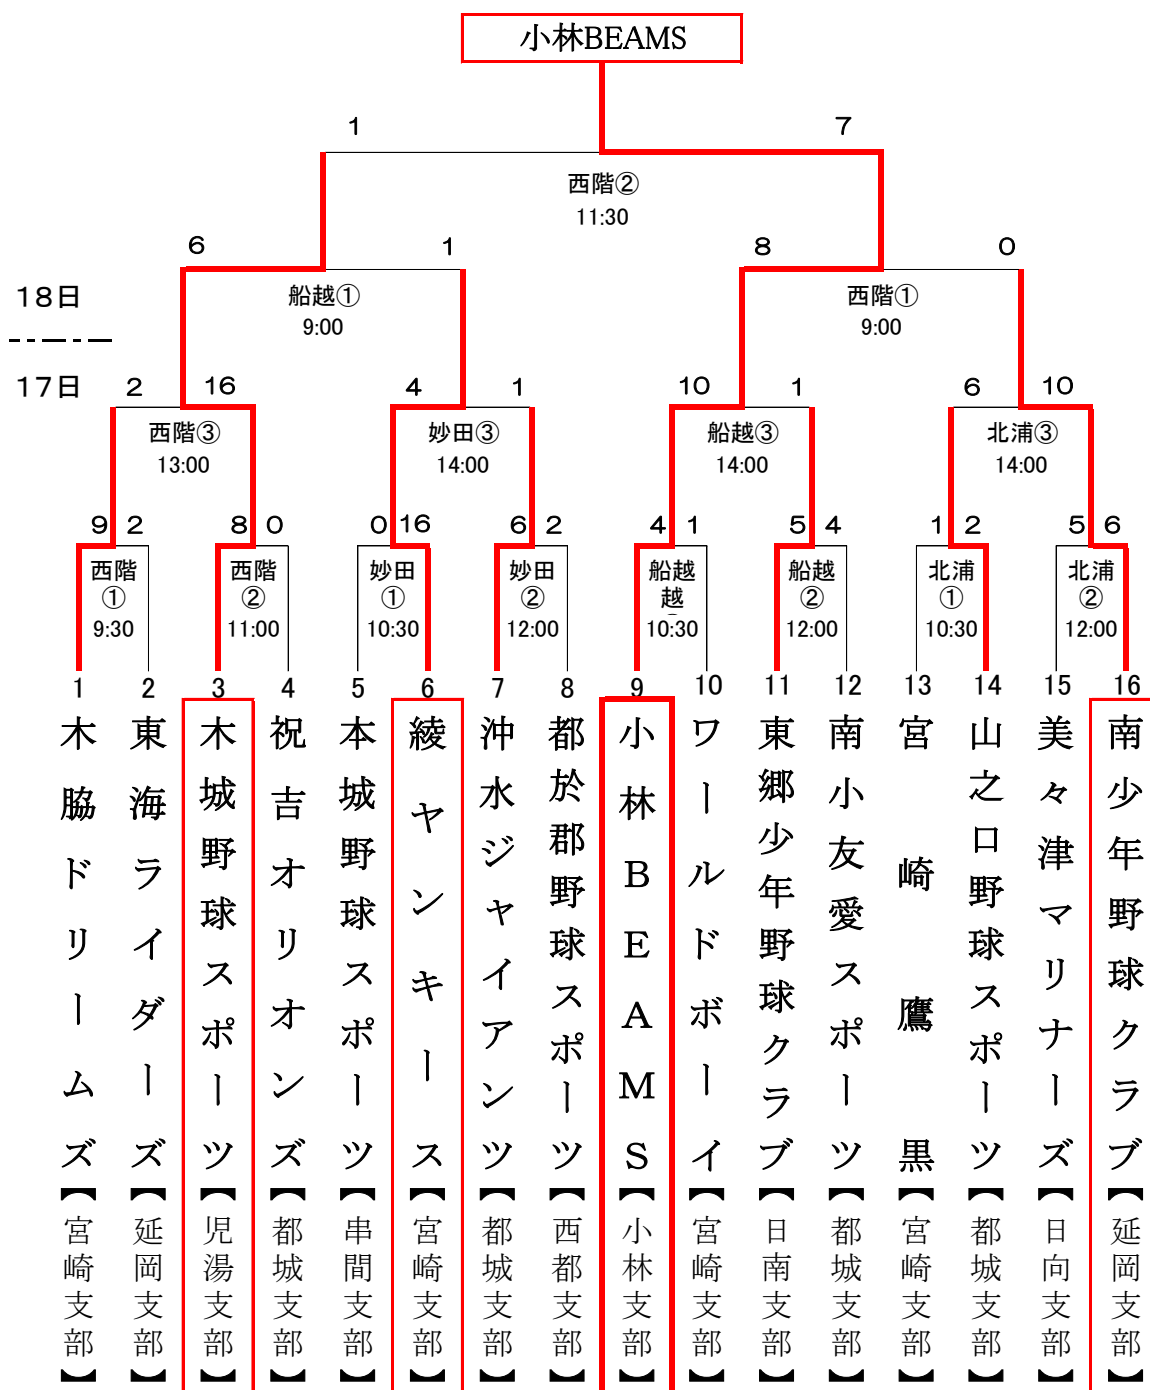 小林BEAMS
1 7
西階②
11:30
6 1 8 0
18日
船越① 西階①
9:00 9:00
17日
2 16 4 1 10 1 6 10
西階③ 妙田③ 船越③ 北浦③
13:00 14:00 14:00 14:00
9 2 8 0 0 16 6 2 4 1 5 4 1 2 5 6
西階 西階 妙田 妙田 船越 船越 北浦 北浦
① ② ① ② 越 ② ① ②
9:30 11:00 10:30 12:00 10:30 12:00 10:30 12:00
1 2 3 4 5 6 7 8 9 10 11 12 13 14 15 16
木脇ドリームズ【宮崎支部】
東海ライダーズ【延岡支部】
木城野球スポーツ【児湯支部】
祝吉オリオンズ【都城支部】
本城野球スポーツ【串間支部】
綾ヤンキース【宮崎支部】
沖水ジャイアンツ【都城支部】
都於郡野球スポーツ【西都支部】
小林BEAMS【小林支部】
ワールドボーイ【宮崎支部】
東郷少年野球クラブ【日南支部】
南小友愛スポーツ【都城支部】
宮崎鷹黒【宮崎支部】
山之口野球スポーツ【都城支部】
美々津マリナーズ【日向支部】
南少年野球クラブ【延岡支部】